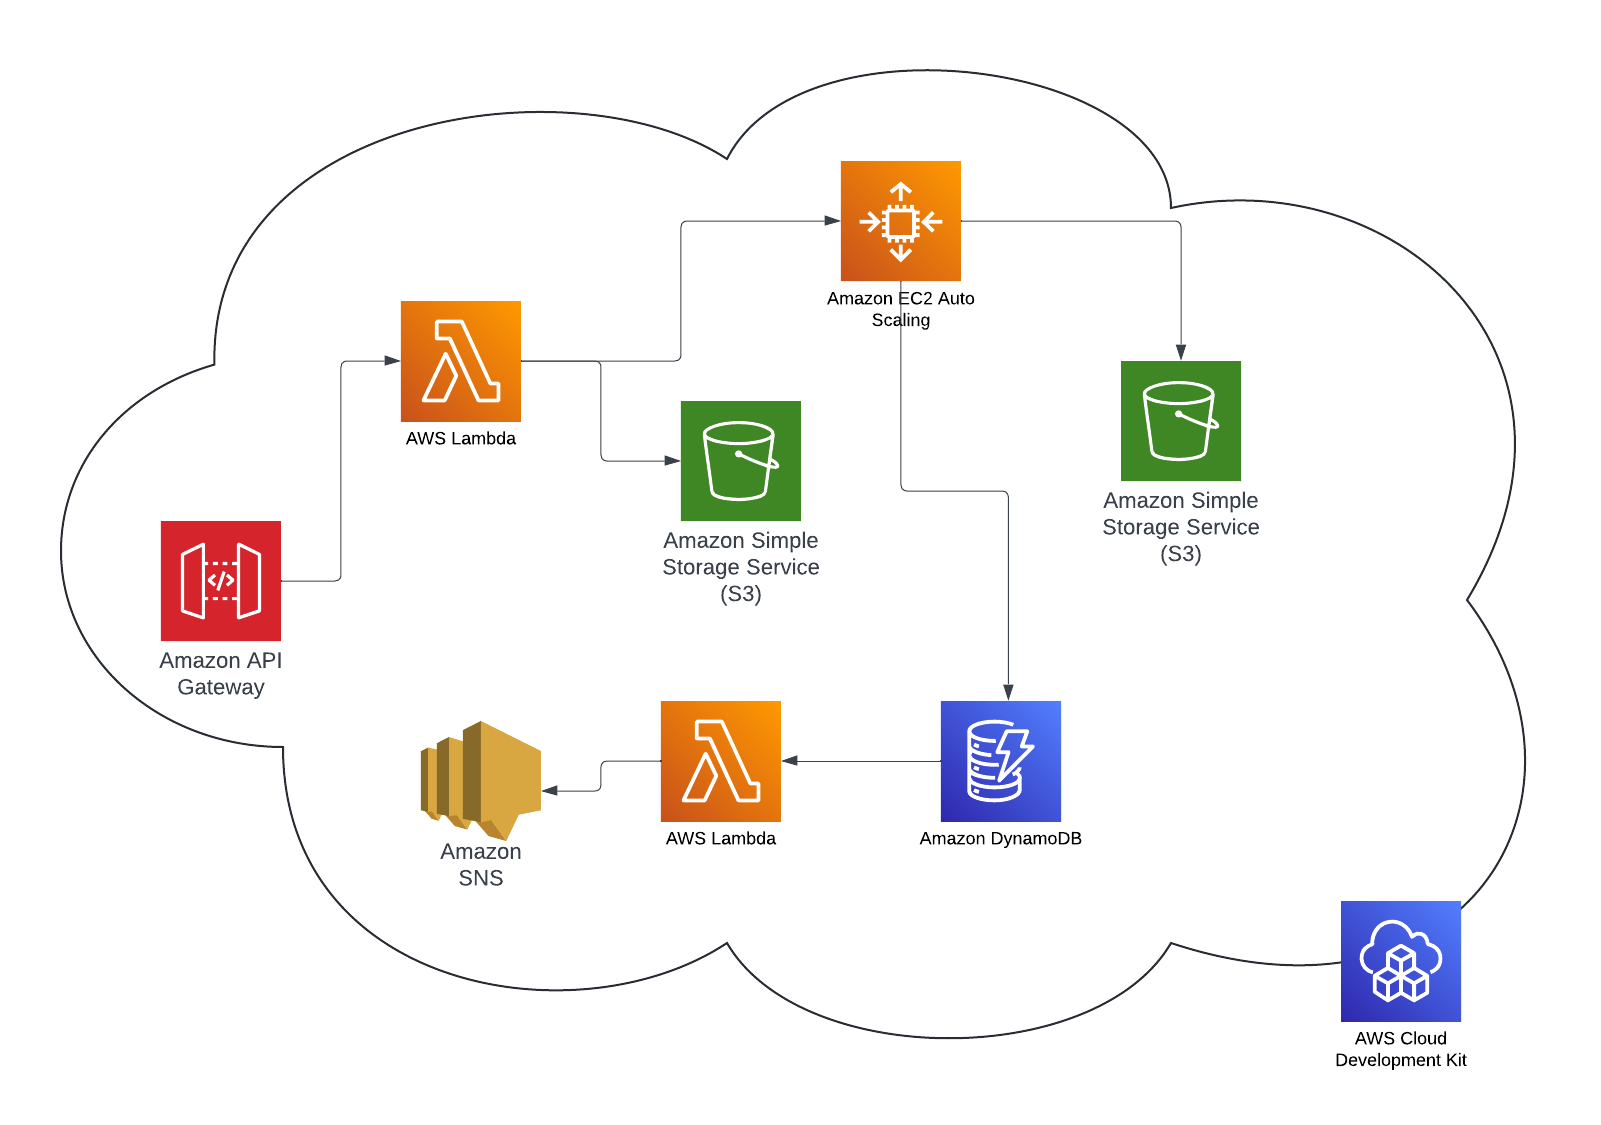 Amazon EC2 Auto
Scaling
AWS Lambda
Amazon Simple
Storage Service
(S3)
Amazon Simple
Storage Service
(S3)
Amazon API
Gateway
Amazon
SNS
AWS Lambda
Amazon DynamoDB
AWS Cloud
Development Kit